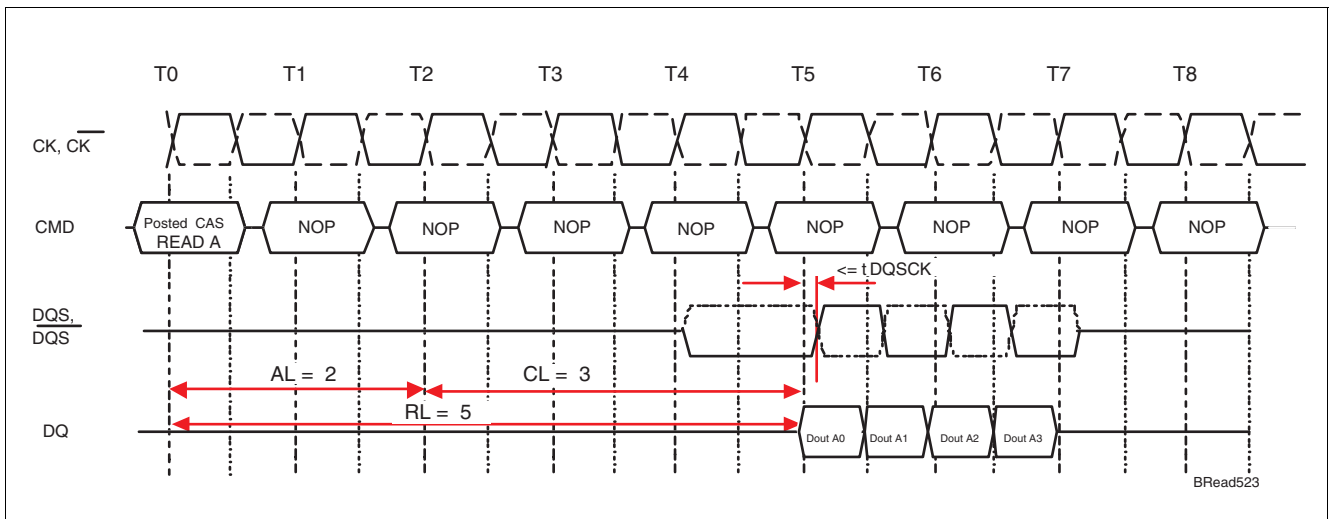 T0 T1 T2 T3 T4 T5 T6 T7 T8
CK, CK
CMD
Posted CAS
READ A
NOP NOP NOP NOP NOP NOP NOP NOP
<= t DQSCK
DQS,
DQS
AL = 2 CL = 3
RL = 5
DQ
Dout A0 Dout A1 Dout A2 Dout A3
BRead523